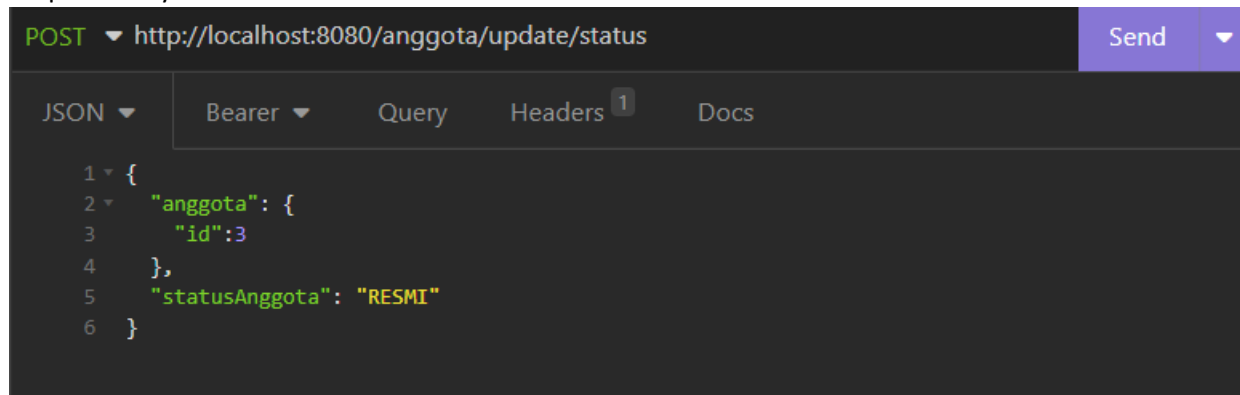 POST http://localhost:8080/anggota/update/status Send
JSON Bearer Query Headers 1 Docs
1 {
2 "anggota": {
3 "id":3
4 },
5 "statusAnggota": "RESMI"
6 }